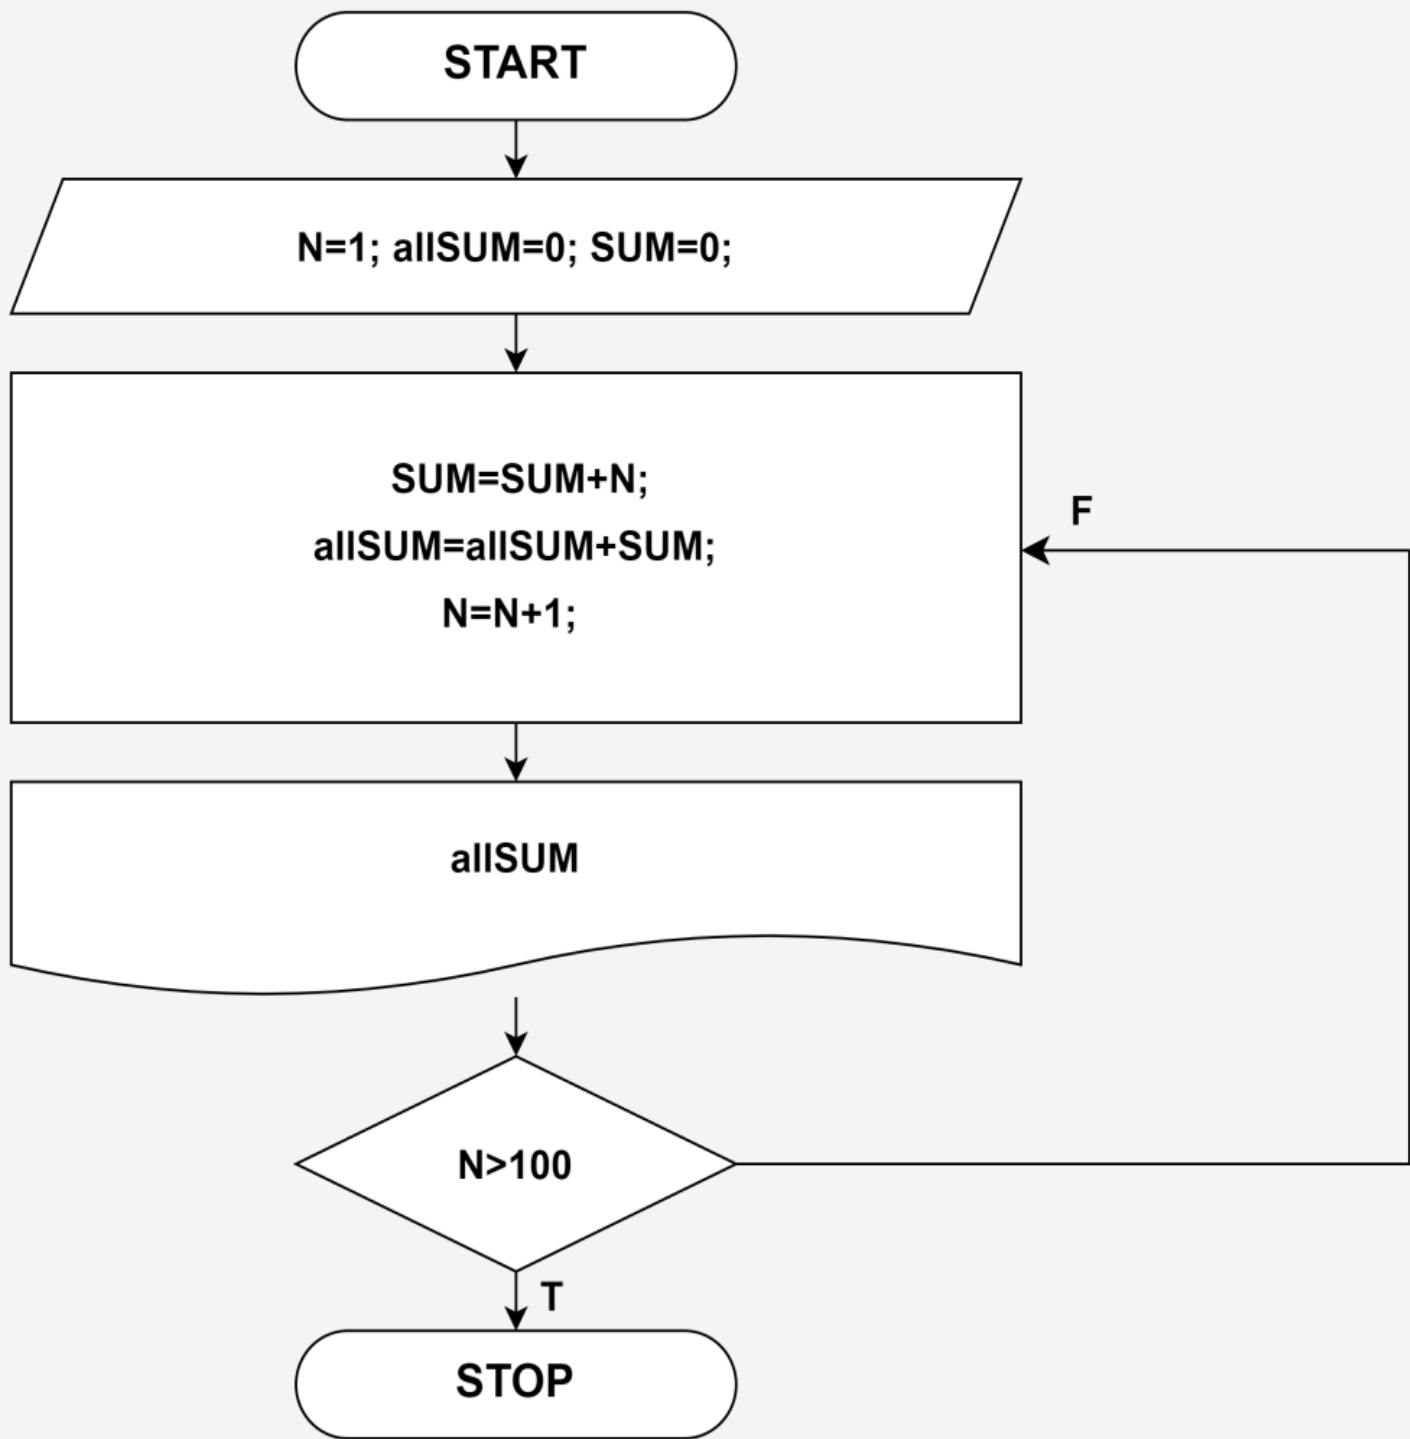 START
N=1; allSUM=0; SUM=0;
SUM=SUM+N;
allSUM=allSUM+SUM;
N=N+1;
F
allSUM
N>100
T
STOP